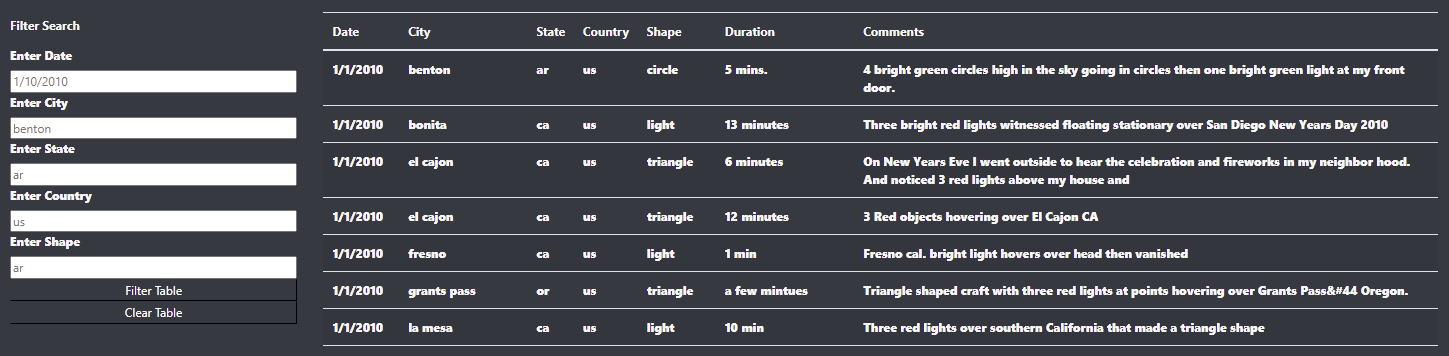 Filter Search
Enter Date
1/10/2010
Enter City
benton
Enter State
ar
Enter Country
us
Enter Shape
ar
Filter Table
Clear Table
Date City State Country Shape Duration Comments
1/1/2010 benton ar us circle 5 mins. 4 bright green circles high in the sky going in circles then one bright green light at my front
door.
1/1/2010 bonita ca us light 13 minutes Three bright red lights witnessed floating stationary over San Diego New Years Day 2010
1/1/2010 el cajon ca us triangle 6 minutes On New Years Eve I went outside to hear the celebration and fireworks in my neighbor hood.
And noticed 3 red lights above my house and
1/1/2010 el cajon ca us triangle 12 minutes 3 Red objects hovering over El Cajon CA
1/1/2010 fresno ca us light 1 min Fresno cal. bright light hovers over head then vanished
1/1/2010 grants pass or us triangle a few mintues Triangle shaped craft with three red lights at points hovering over Grants Pass&#44 Oregon.
1/1/2010 la mesa ca us light 10 min Three red lights over southern California that made a triangle shape